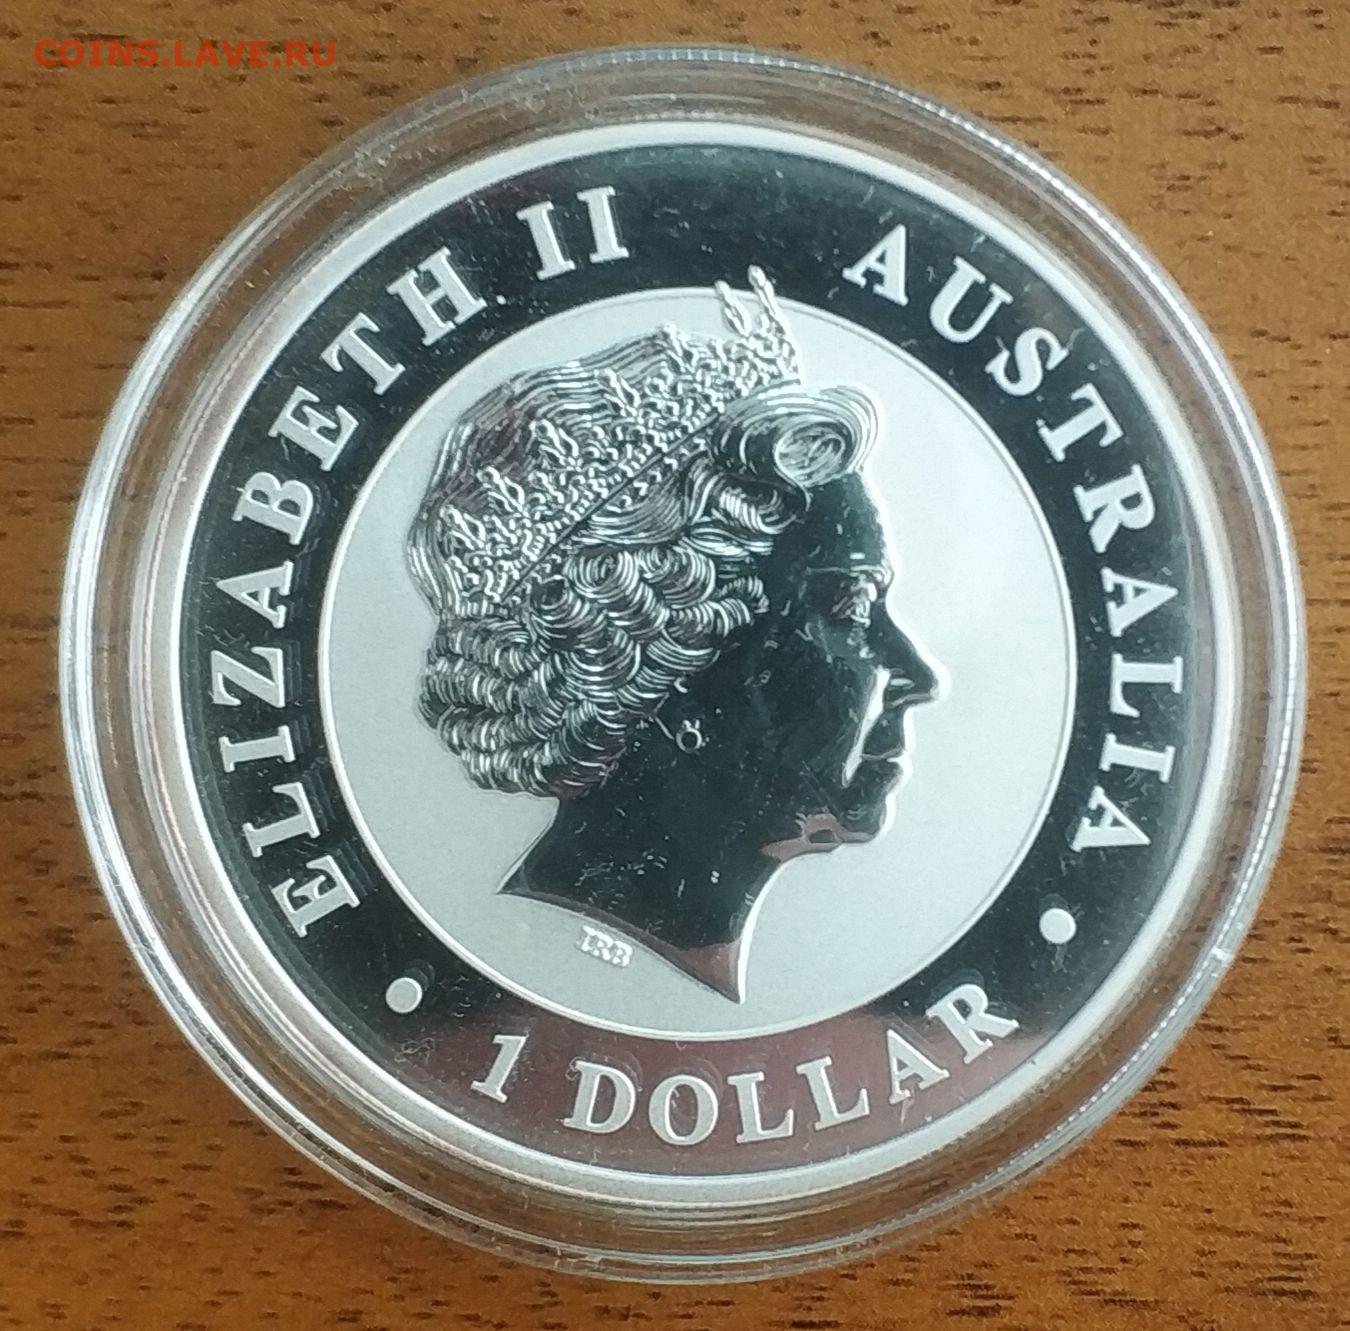 COINS.LAVE.RU
ELIZABETH II AUSTRALIA
1 DOLLAR
IRB